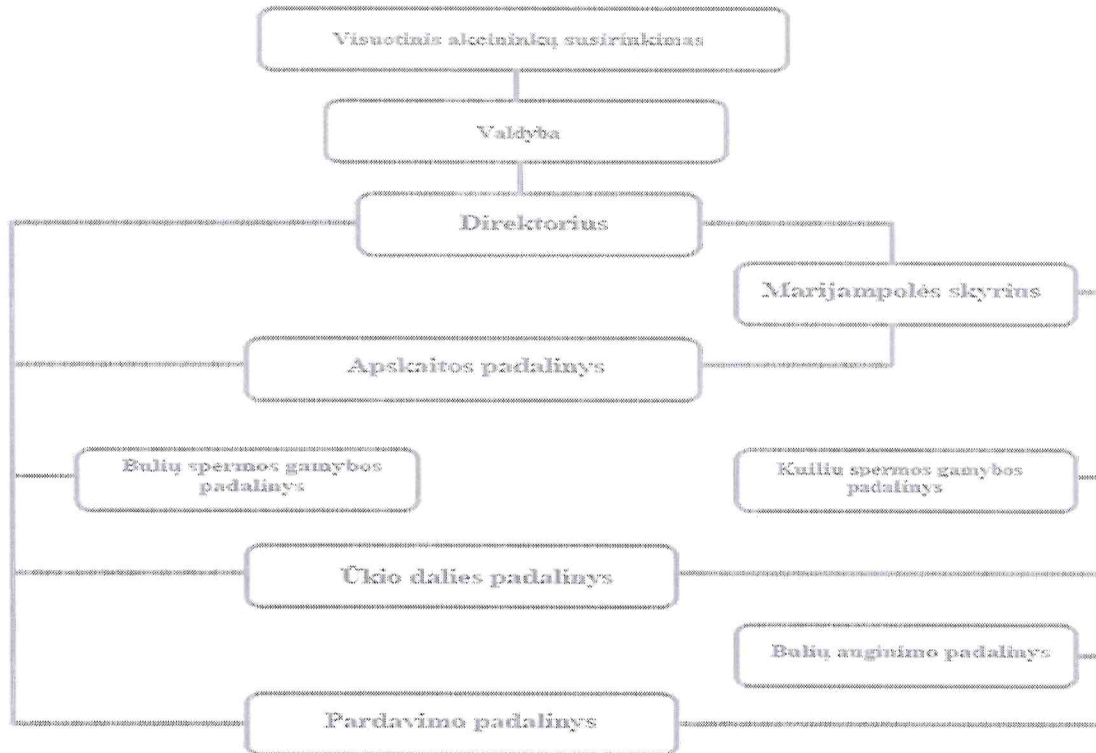 Visuotinis akcininkų susirinkimas
Valdyba
Direktorius
Marijampolės skyrius
Apskaitos padalinys
Bulių spermos gamybos
padalinys
Kuilių spermos gamybos
padalinys
Ūkio dalies padalinys
Bulių auginimo padalinys
Pardavimo padalinys